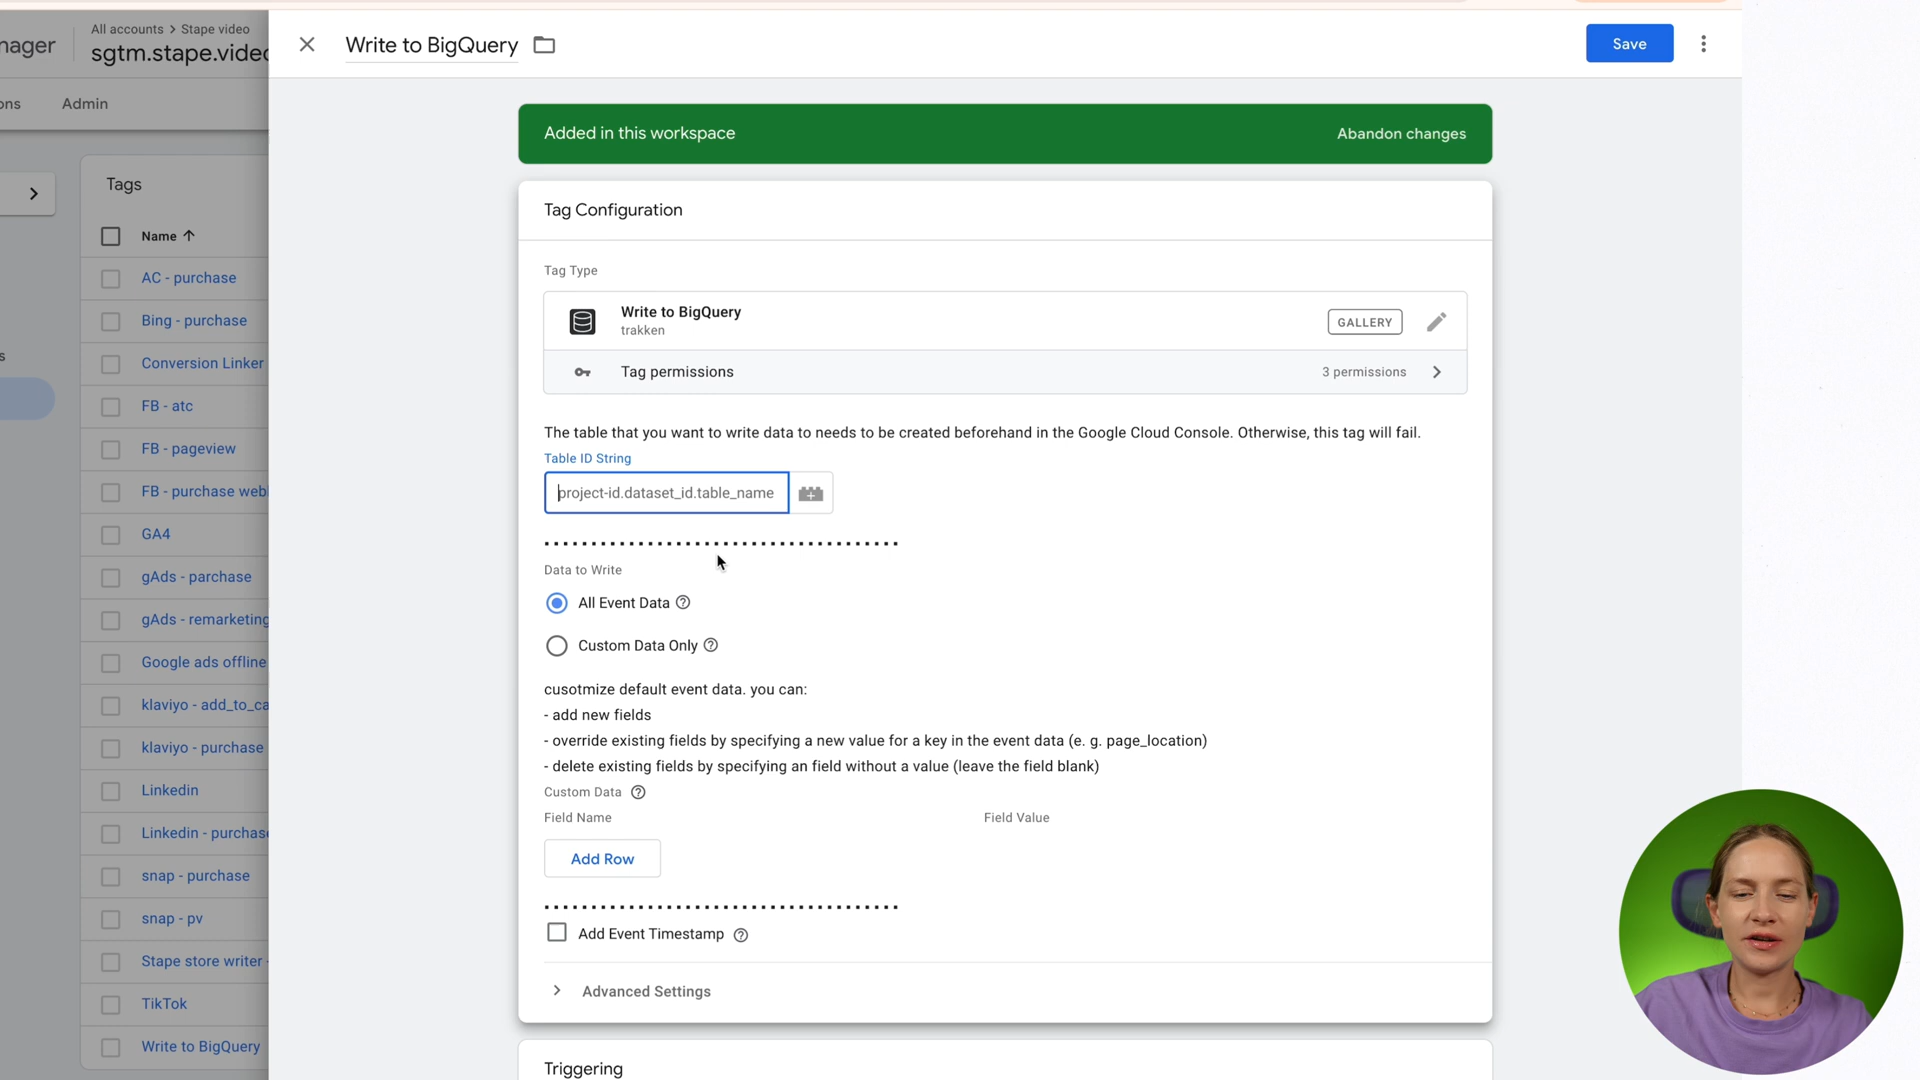 nager
All accounts > Stape video
sgtm.stape.video
ons
Admin
Tags
Name
s
AC - purchase
Bing - purchase
Conversion Linker
FB - atc
FB - pageview
FB - purchase web
GA4
gAds - parchase
gAds - remarketing
Google ads offline
klaviyo - add_to_ca
klaviyo - purchase
Linkedin
Linkedin - purchase
snap - purchase
snap - pv
Stape store writer -
TikTok
Write to BigQuery
Write to BigQuery
Save
Added in this workspace
Abandon changes
Tag Configuration
Tag Type
Write to BigQuery
trakken
GALLERY
Tag permissions
3 permissions
The table that you want to write data to needs to be created beforehand in the Google Cloud Console. Otherwise, this tag will fail.
Table ID String
project-id.dataset_id.table_name
Data to Write
All Event Data
Custom Data Only
cusotmize default event data. you can:
- add new fields
- override existing fields by specifying a new value for a key in the event data (e. g. page_location)
- delete existing fields by specifying an field without a value (leave the field blank)
Custom Data
Field Name
Field Value
Add Row
Add Event Timestamp
Advanced Settings
Triggering